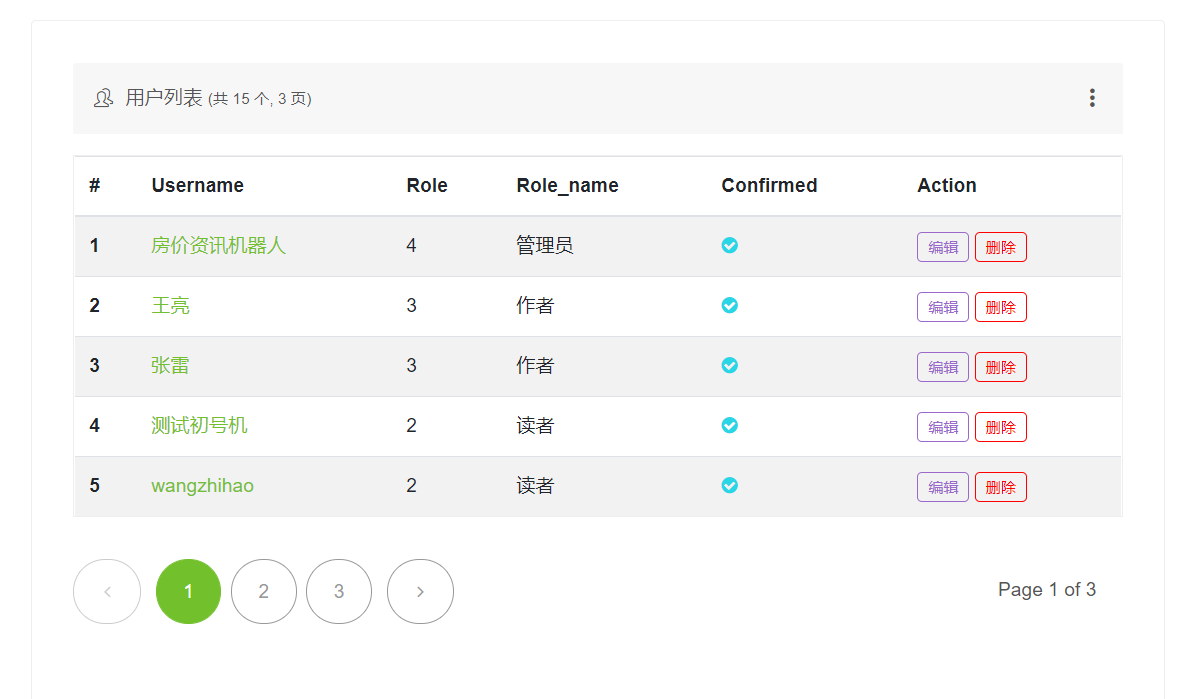 用户列表 (共 15 个, 3 页)
# Username Role Role_name Confirmed Action
1 房价资讯机器人 4 管理员 编辑 删除
2 王亮 3 作者 编辑 删除
3 张雷 3 作者 编辑 删除
4 测试初号机 2 读者 编辑 删除
5 wangzhihao 2 读者 编辑 删除
‹ 1 2 3 › Page 1 of 3